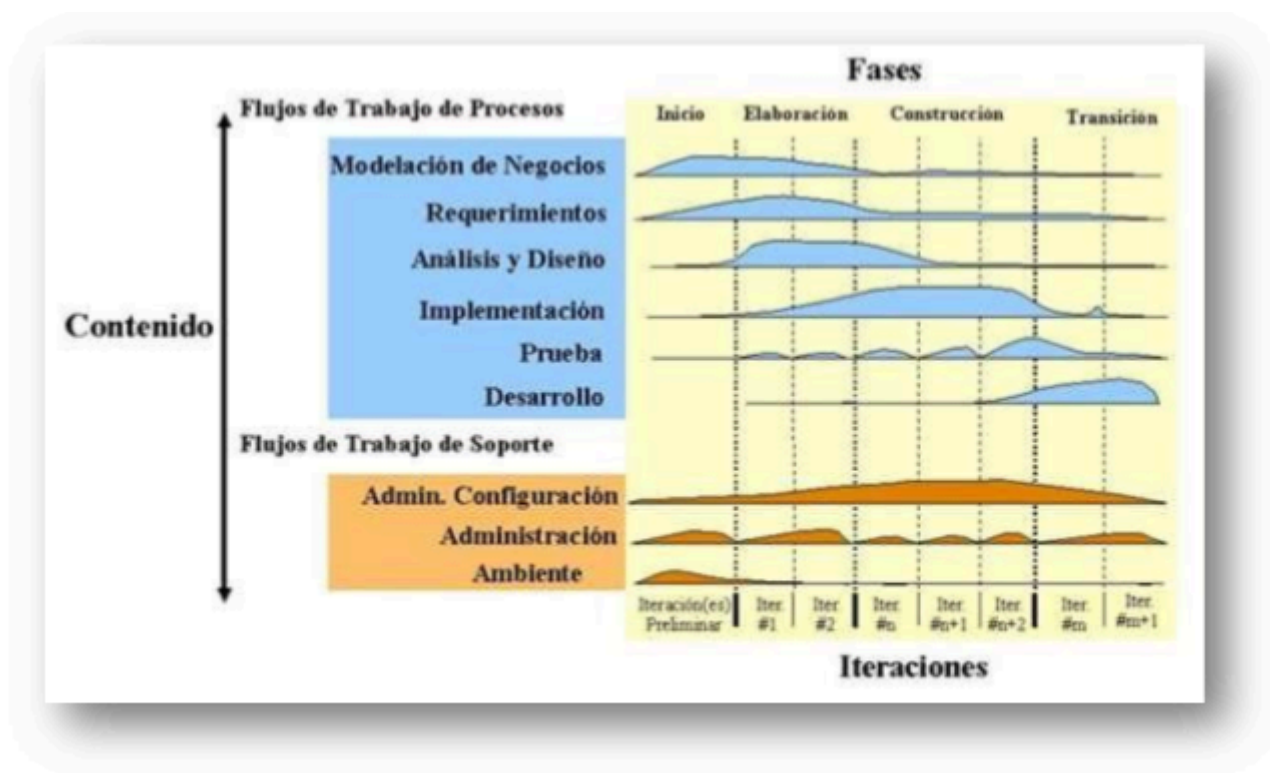 Fases
Flujos de Trabajo de Procesos
Inicio Elaboración Construcción Transición
Modelación de Negocios
Requerimientos
Análisis y Diseño
Implementación
Contenido
Prueba
Desarrollo
Flujos de Trabajo de Soporte
Admin. Configuración
Administración
Ambiente
Iteración(es) Iter. Iter. Iter. Iter. Iter. Iter. Iter.
Preliminar #1 #2 #n #n+1 #n+2 #m #m+1
Iteraciones